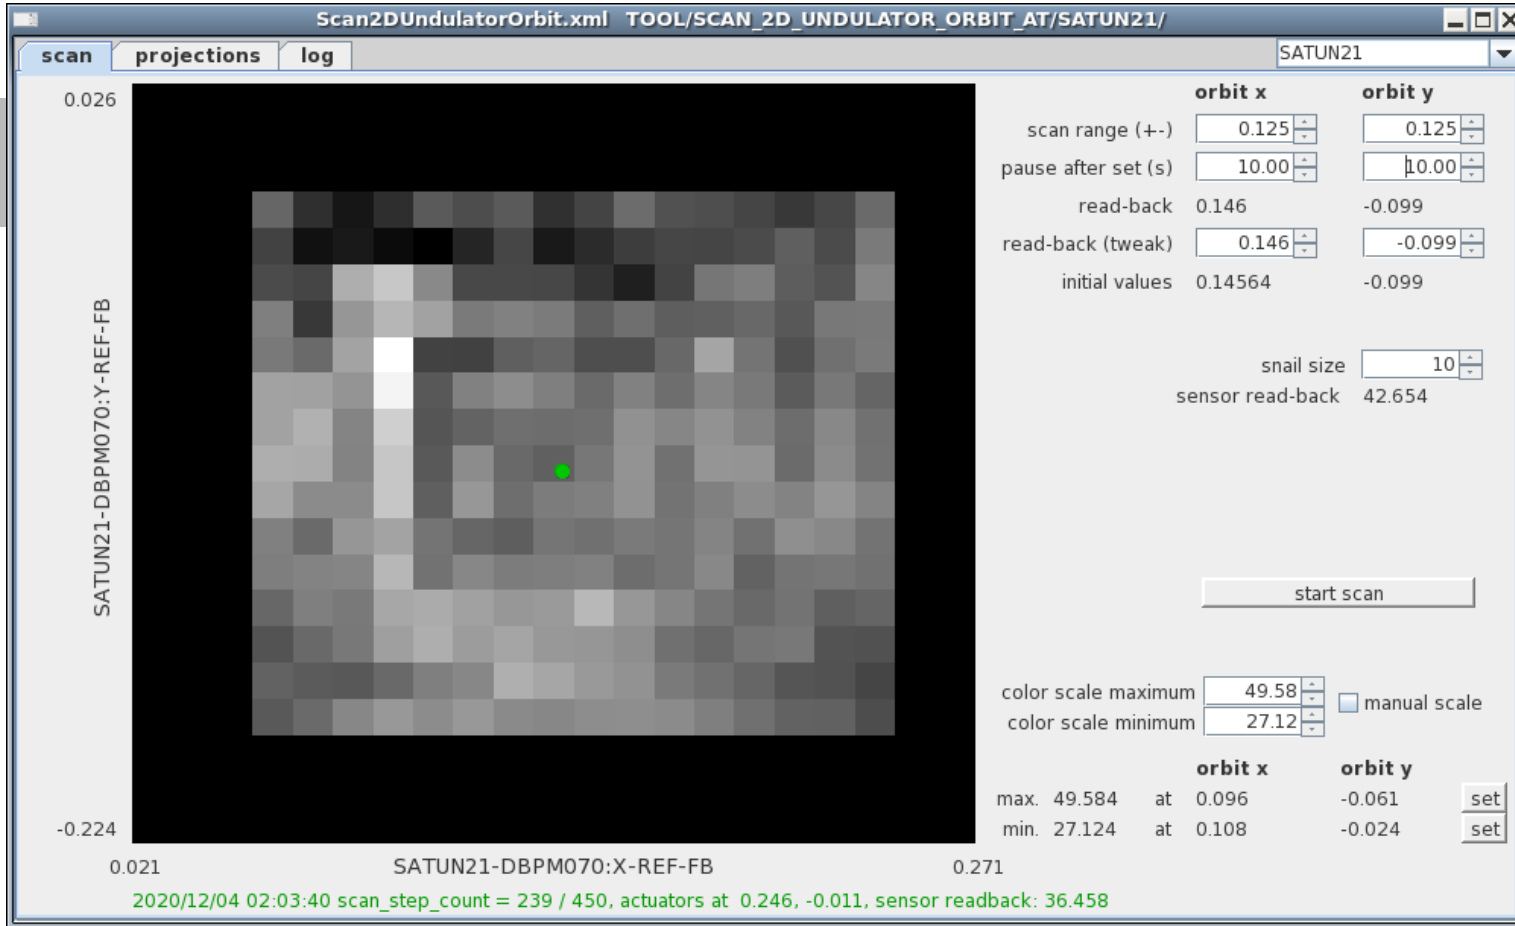 Scan2DUndulatorOrbit.xml TOOL/SCAN_2D_UNDULATOR_ORBIT_AT/SATUN21/
scan projections log SATUN21
0.026
SATUN21-DBPM070:Y-REF-FB
-0.224
0.021 SATUN21-DBPM070:X-REF-FB 0.271
orbit x orbit y
scan range (+-) 0.125 0.125
pause after set (s) 10.00 10.00
read-back 0.146 -0.099
read-back (tweak) 0.146 -0.099
initial values 0.14564 -0.099
snail size 10
sensor read-back 42.654
start scan
color scale maximum 49.58 manual scale
color scale minimum 27.12
orbit x orbit y
max. 49.584 at 0.096 -0.061 set
min. 27.124 at 0.108 -0.024 set
2020/12/04 02:03:40 scan_step_count = 239 / 450, actuators at 0.246, -0.011, sensor readback: 36.458